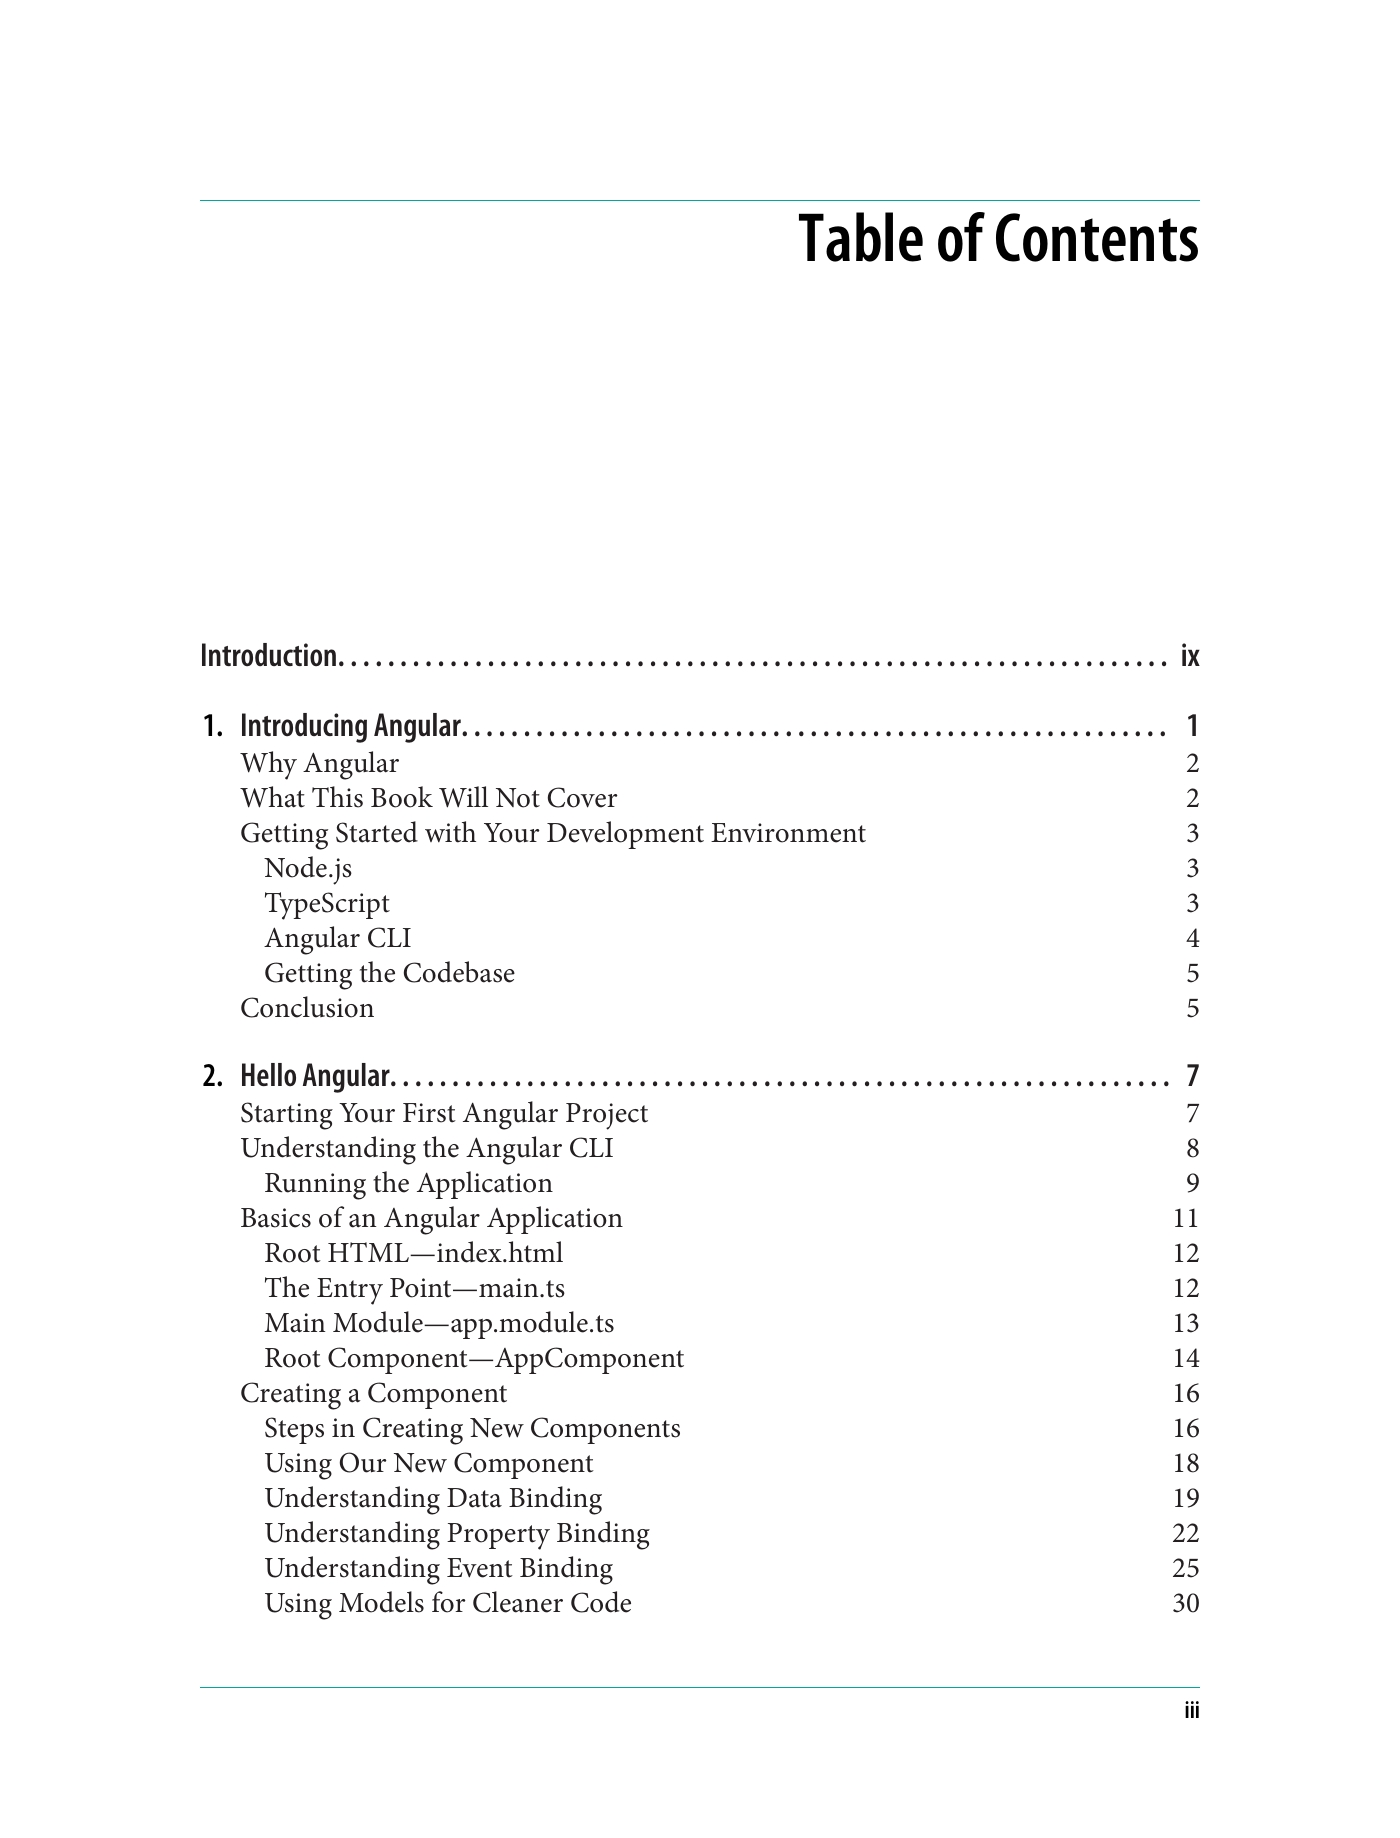 Table of Contents
Introduction. . . . . . . . . . . . . . . . . . . . . . . . . . . . . . . . . . . . . . . . . . . . . . . . . . . . . . . . . . . . . . . . . . . ix
1. Introducing Angular. . . . . . . . . . . . . . . . . . . . . . . . . . . . . . . . . . . . . . . . . . . . . . . . . . . . . . . . . 1
Why Angular 2
What This Book Will Not Cover 2
Getting Started with Your Development Environment 3
Node.js 3
TypeScript 3
Angular CLI 4
Getting the Codebase 5
Conclusion 5
2. Hello Angular. . . . . . . . . . . . . . . . . . . . . . . . . . . . . . . . . . . . . . . . . . . . . . . . . . . . . . . . . . . . . . . 7
Starting Your First Angular Project 7
Understanding the Angular CLI 8
Running the Application 9
Basics of an Angular Application 11
Root HTML—index.html 12
The Entry Point—main.ts 12
Main Module—app.module.ts 13
Root Component—AppComponent 14
Creating a Component 16
Steps in Creating New Components 16
Using Our New Component 18
Understanding Data Binding 19
Understanding Property Binding 22
Understanding Event Binding 25
Using Models for Cleaner Code 30
iii